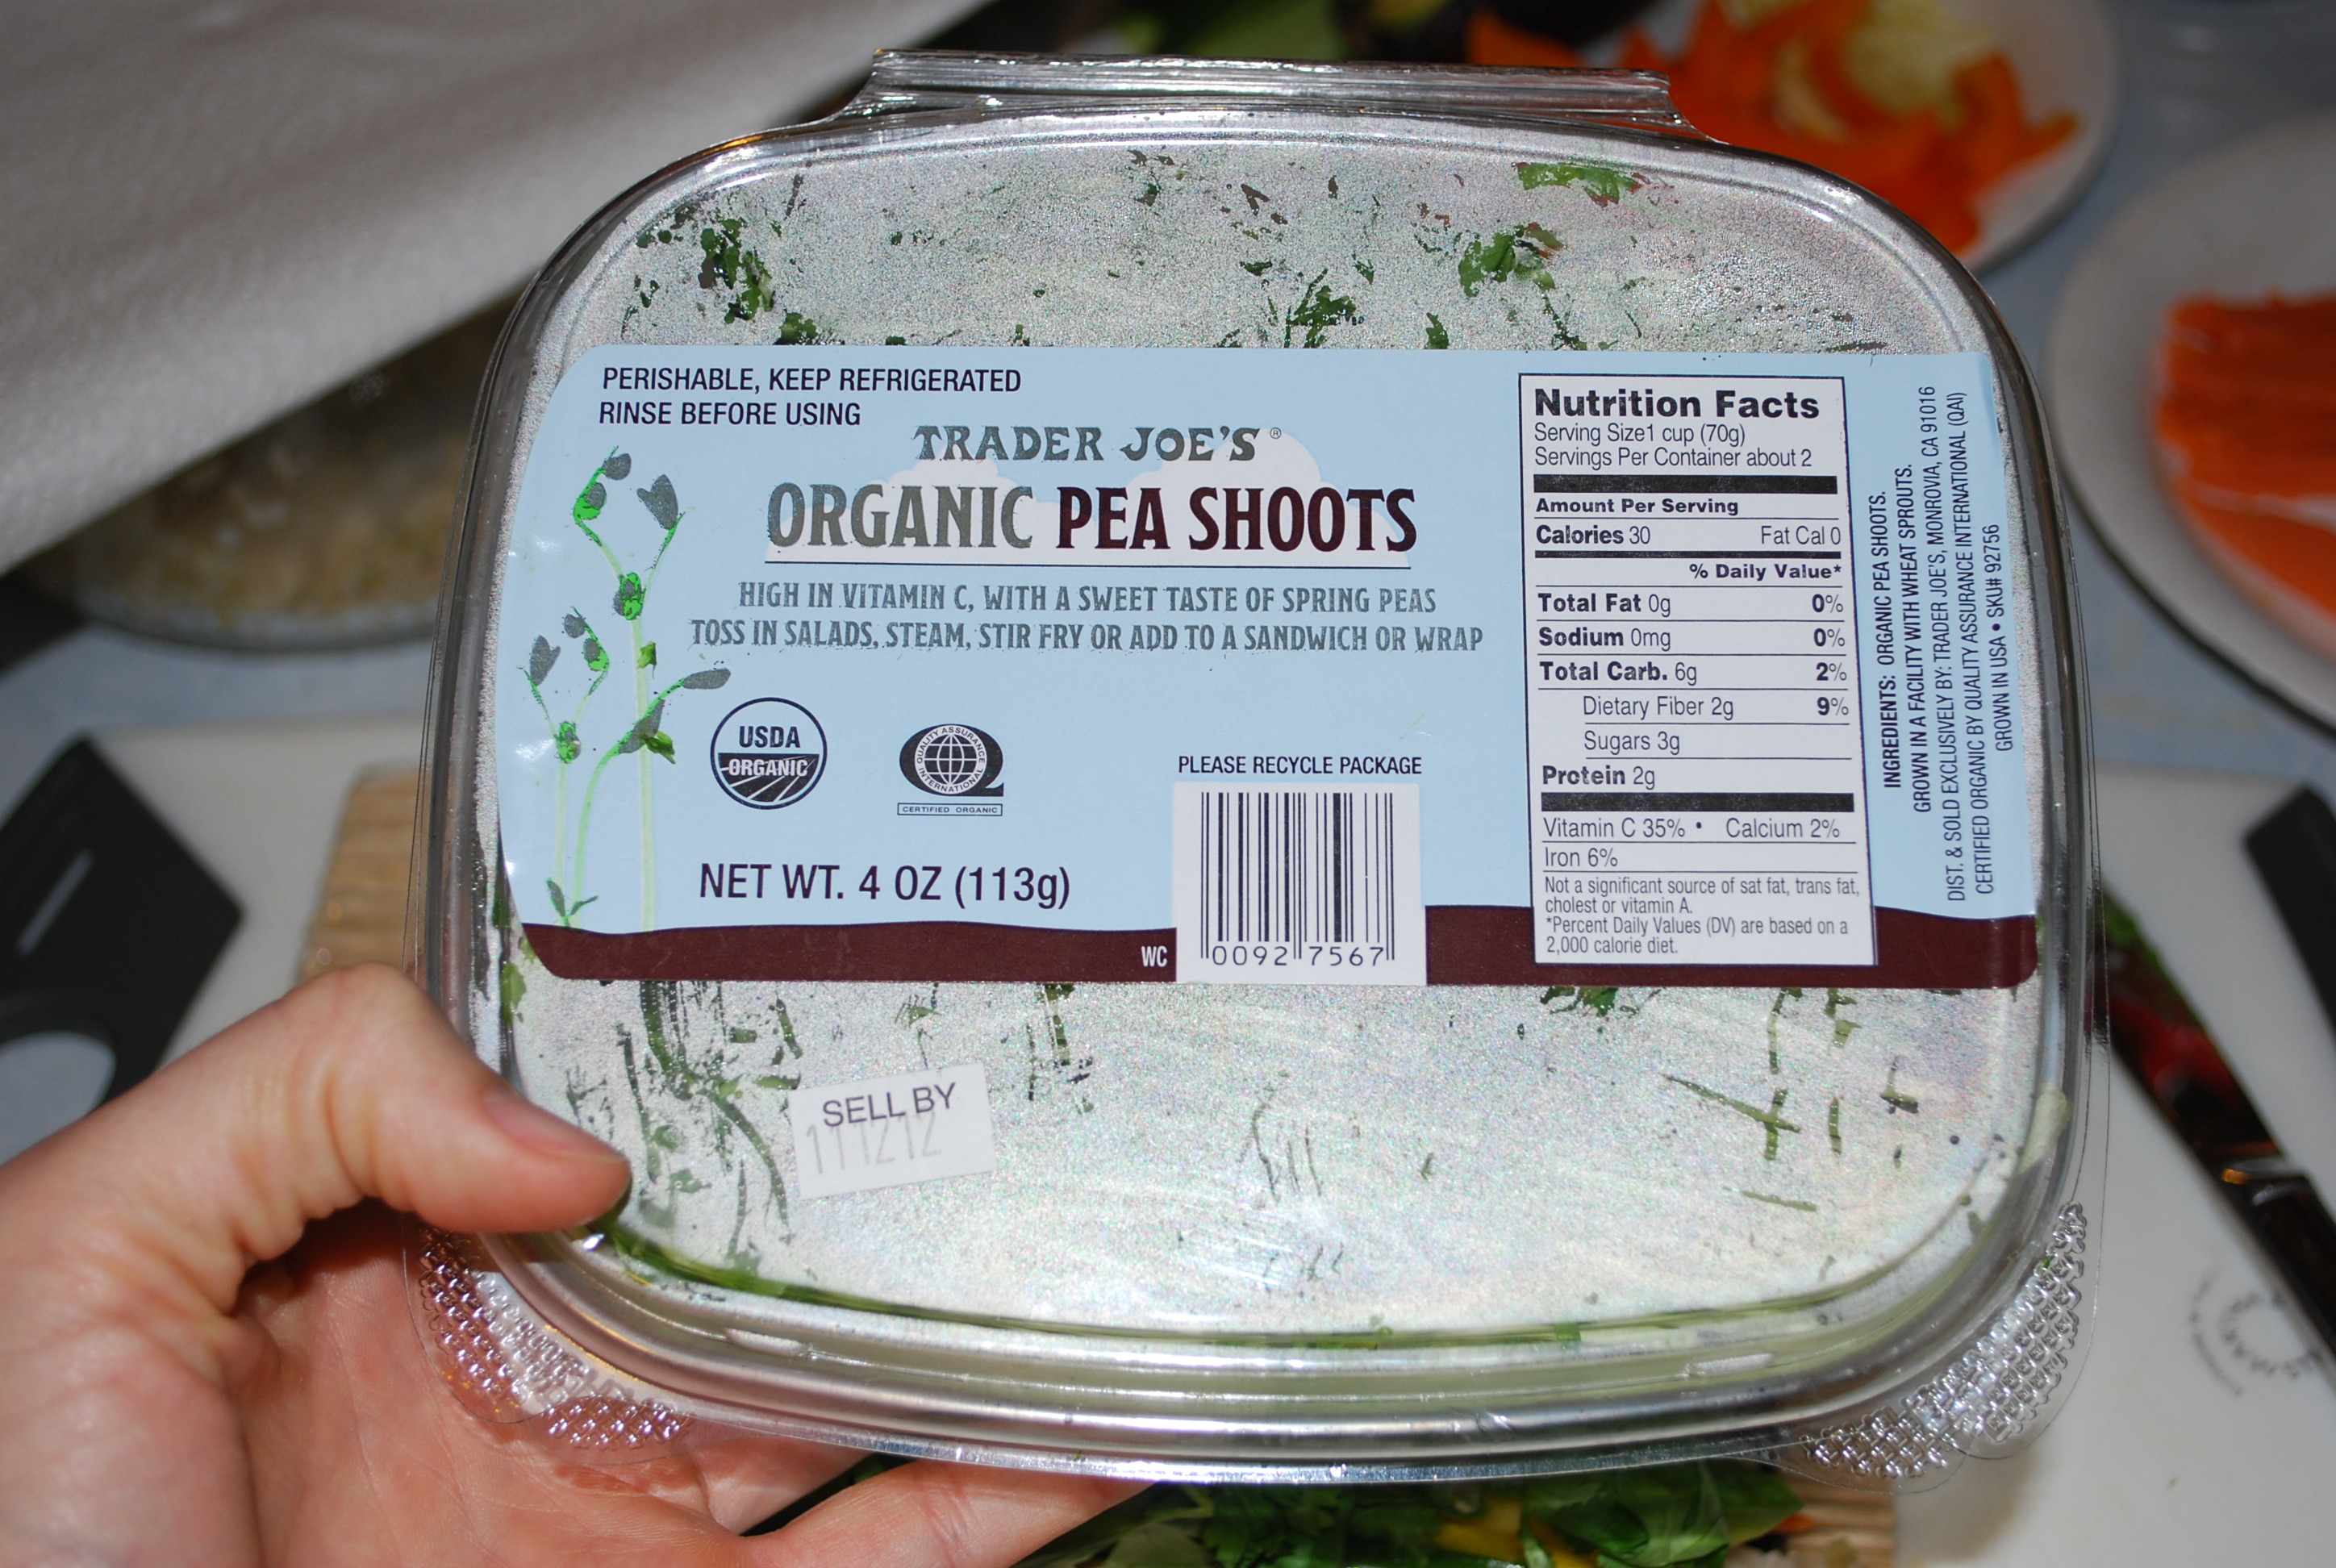 PERISHABLE, KEEP REFRIGERATED
RINSE BEFORE USING
TRADER JOE'S®
ORGANIC PEA SHOOTS
HIGH IN VITAMIN C, WITH A SWEET TASTE OF SPRING PEAS
TOSS IN SALADS, STEAM, STIR FRY OR ADD TO A SANDWICH OR WRAP
USDA
ORGANIC
QUALITY ASSURANCE
INTERNATIONAL
CERTIFIED ORGANIC
NET WT. 4 OZ (113g)
PLEASE RECYCLE PACKAGE
WC
0092 7567
Nutrition Facts
Serving Size1 cup (70g)
Servings Per Container about 2
Amount Per Serving
Calories 30 Fat Cal 0
% Daily Value*
Total Fat 0g 0%
Sodium 0mg 0%
Total Carb. 6g 2%
Dietary Fiber 2g 9%
Sugars 3g
Protein 2g
Vitamin C 35% • Calcium 2%
Iron 6%
Not a significant source of sat fat, trans fat,
cholest or vitamin A.
*Percent Daily Values (DV) are based on a
2,000 calorie diet.
INGREDIENTS: ORGANIC PEA SHOOTS.
GROWN IN A FACILITY WITH WHEAT SPROUTS.
DIST. & SOLD EXCLUSIVELY BY: TRADER JOE'S, MONROVIA, CA 91016
CERTIFIED ORGANIC BY QUALITY ASSURANCE INTERNATIONAL (QAI)
GROWN IN USA • SKU# 92756
SELL BY
111212